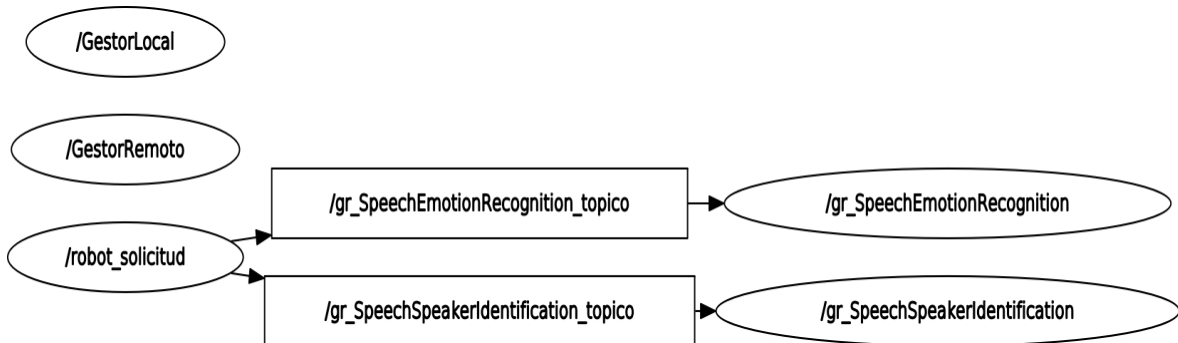 /GestorLocal
/GestorRemoto
/gr_SpeechEmotionRecognition_topico
/gr_SpeechEmotionRecognition
/robot_solicitud
/gr_SpeechSpeakerIdentification_topico
/gr_SpeechSpeakerIdentification